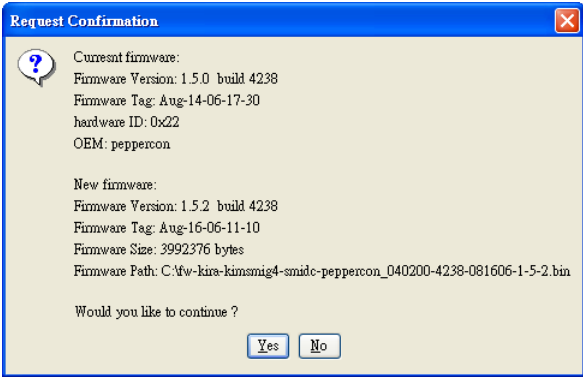 Request Confirmation
Curresnt firmware:
Firmware Version: 1.5.0  build 4238
Firmware Tag: Aug-14-06-17-30
hardware ID: 0x22
OEM: peppercon
New firmware:
Firmware Version: 1.5.2  build 4238
Firmware Tag: Aug-16-06-11-10
Firmware Size: 3992376 bytes
Firmware Path: C:\fw-kira-kimsmig4-smidc-peppercon_040200-4238-081606-1-5-2.bin
Would you like to continue ?
Yes No